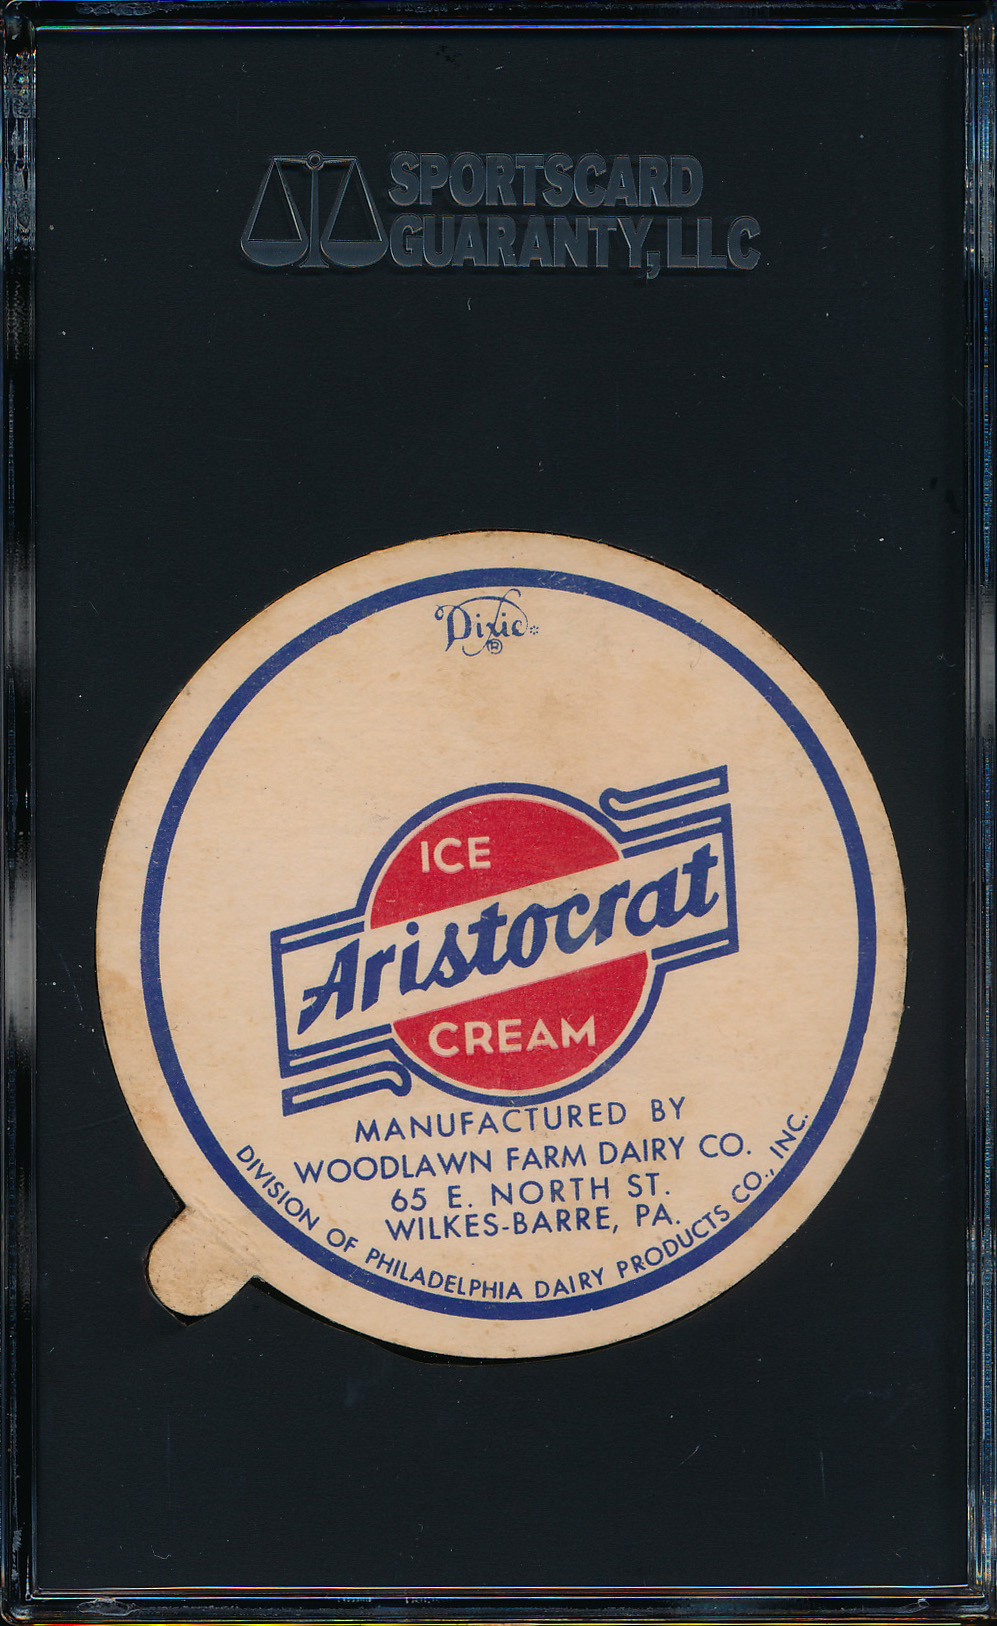 SPORTSCARD
GUARANTY, LLC
Dixie®
ICE
Aristocrat
CREAM
MANUFACTURED BY
WOODLAWN FARM DAIRY CO.
65 E. NORTH ST.
WILKES-BARRE, PA.
DIVISION OF PHILADELPHIA DAIRY PRODUCTS CO., INC.